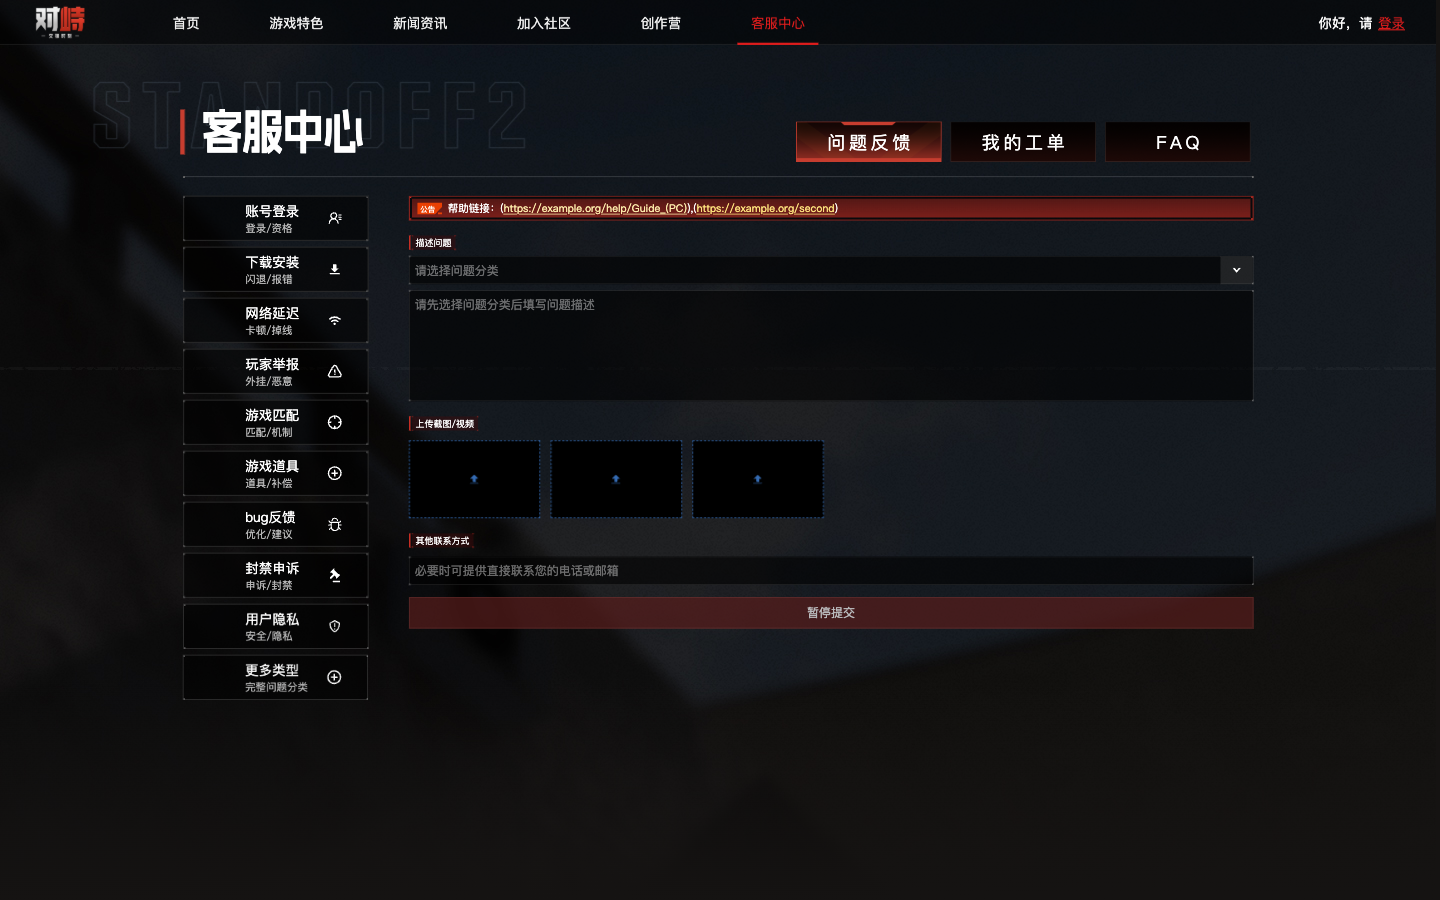 对峙
首页
游戏特色
新闻资讯
加入社区
创作营
客服中心
你好，请 登录
STANDOFF2
客服中心
问题反馈
我的工单
FAQ
账号登录
登录/资格
下载安装
闪退/报错
网络延迟
卡顿/掉线
玩家举报
外挂/恶意
游戏匹配
匹配/机制
游戏道具
道具/补偿
bug反馈
优化/建议
封禁申诉
申诉/封禁
用户隐私
安全/隐私
更多类型
完整问题分类
公告 帮助链接：(https://example.org/help/Guide_(PC)),(https://example.org/second)
描述问题
请选择问题分类
请先选择问题分类后填写问题描述
上传截图/视频
其他联系方式
必要时可提供直接联系您的电话或邮箱
暂停提交